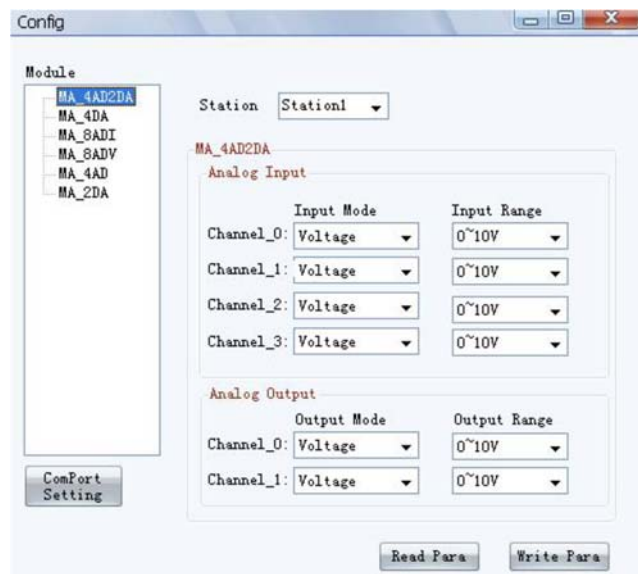 Config
Module
MA_4AD2DA
MA_4DA
MA_8ADI
MA_8ADV
MA_4AD
MA_2DA
Station Station1
MA_4AD2DA
Analog Input
Input Mode Input Range
Channel_0: Voltage 0~10V
Channel_1: Voltage 0~10V
Channel_2: Voltage 0~10V
Channel_3: Voltage 0~10V
Analog Output
Output Mode Output Range
Channel_0: Voltage 0~10V
Channel_1: Voltage 0~10V
ComPort
Setting
Read Para Write Para